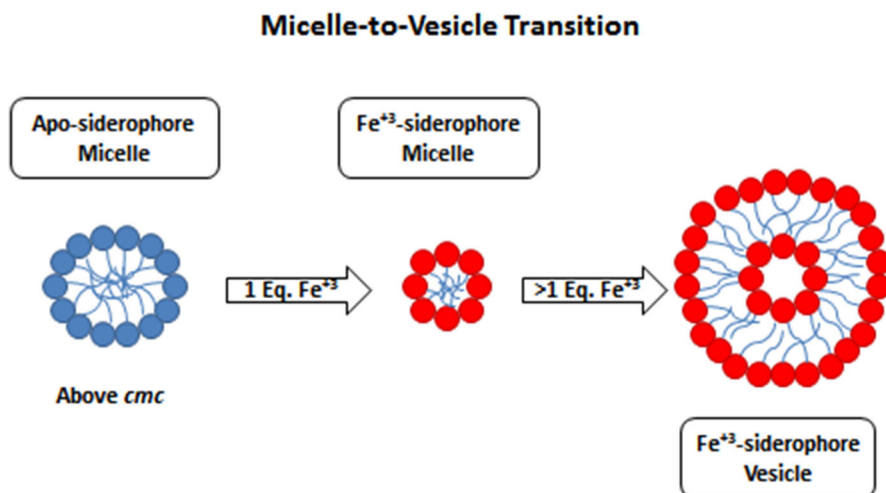 Micelle-to-Vesicle Transition
Apo-siderophore
Micelle
Fe⁺³-siderophore
Micelle
1 Eq. Fe⁺³
>1 Eq. Fe⁺³
Above cmc
Fe⁺³-siderophore
Vesicle